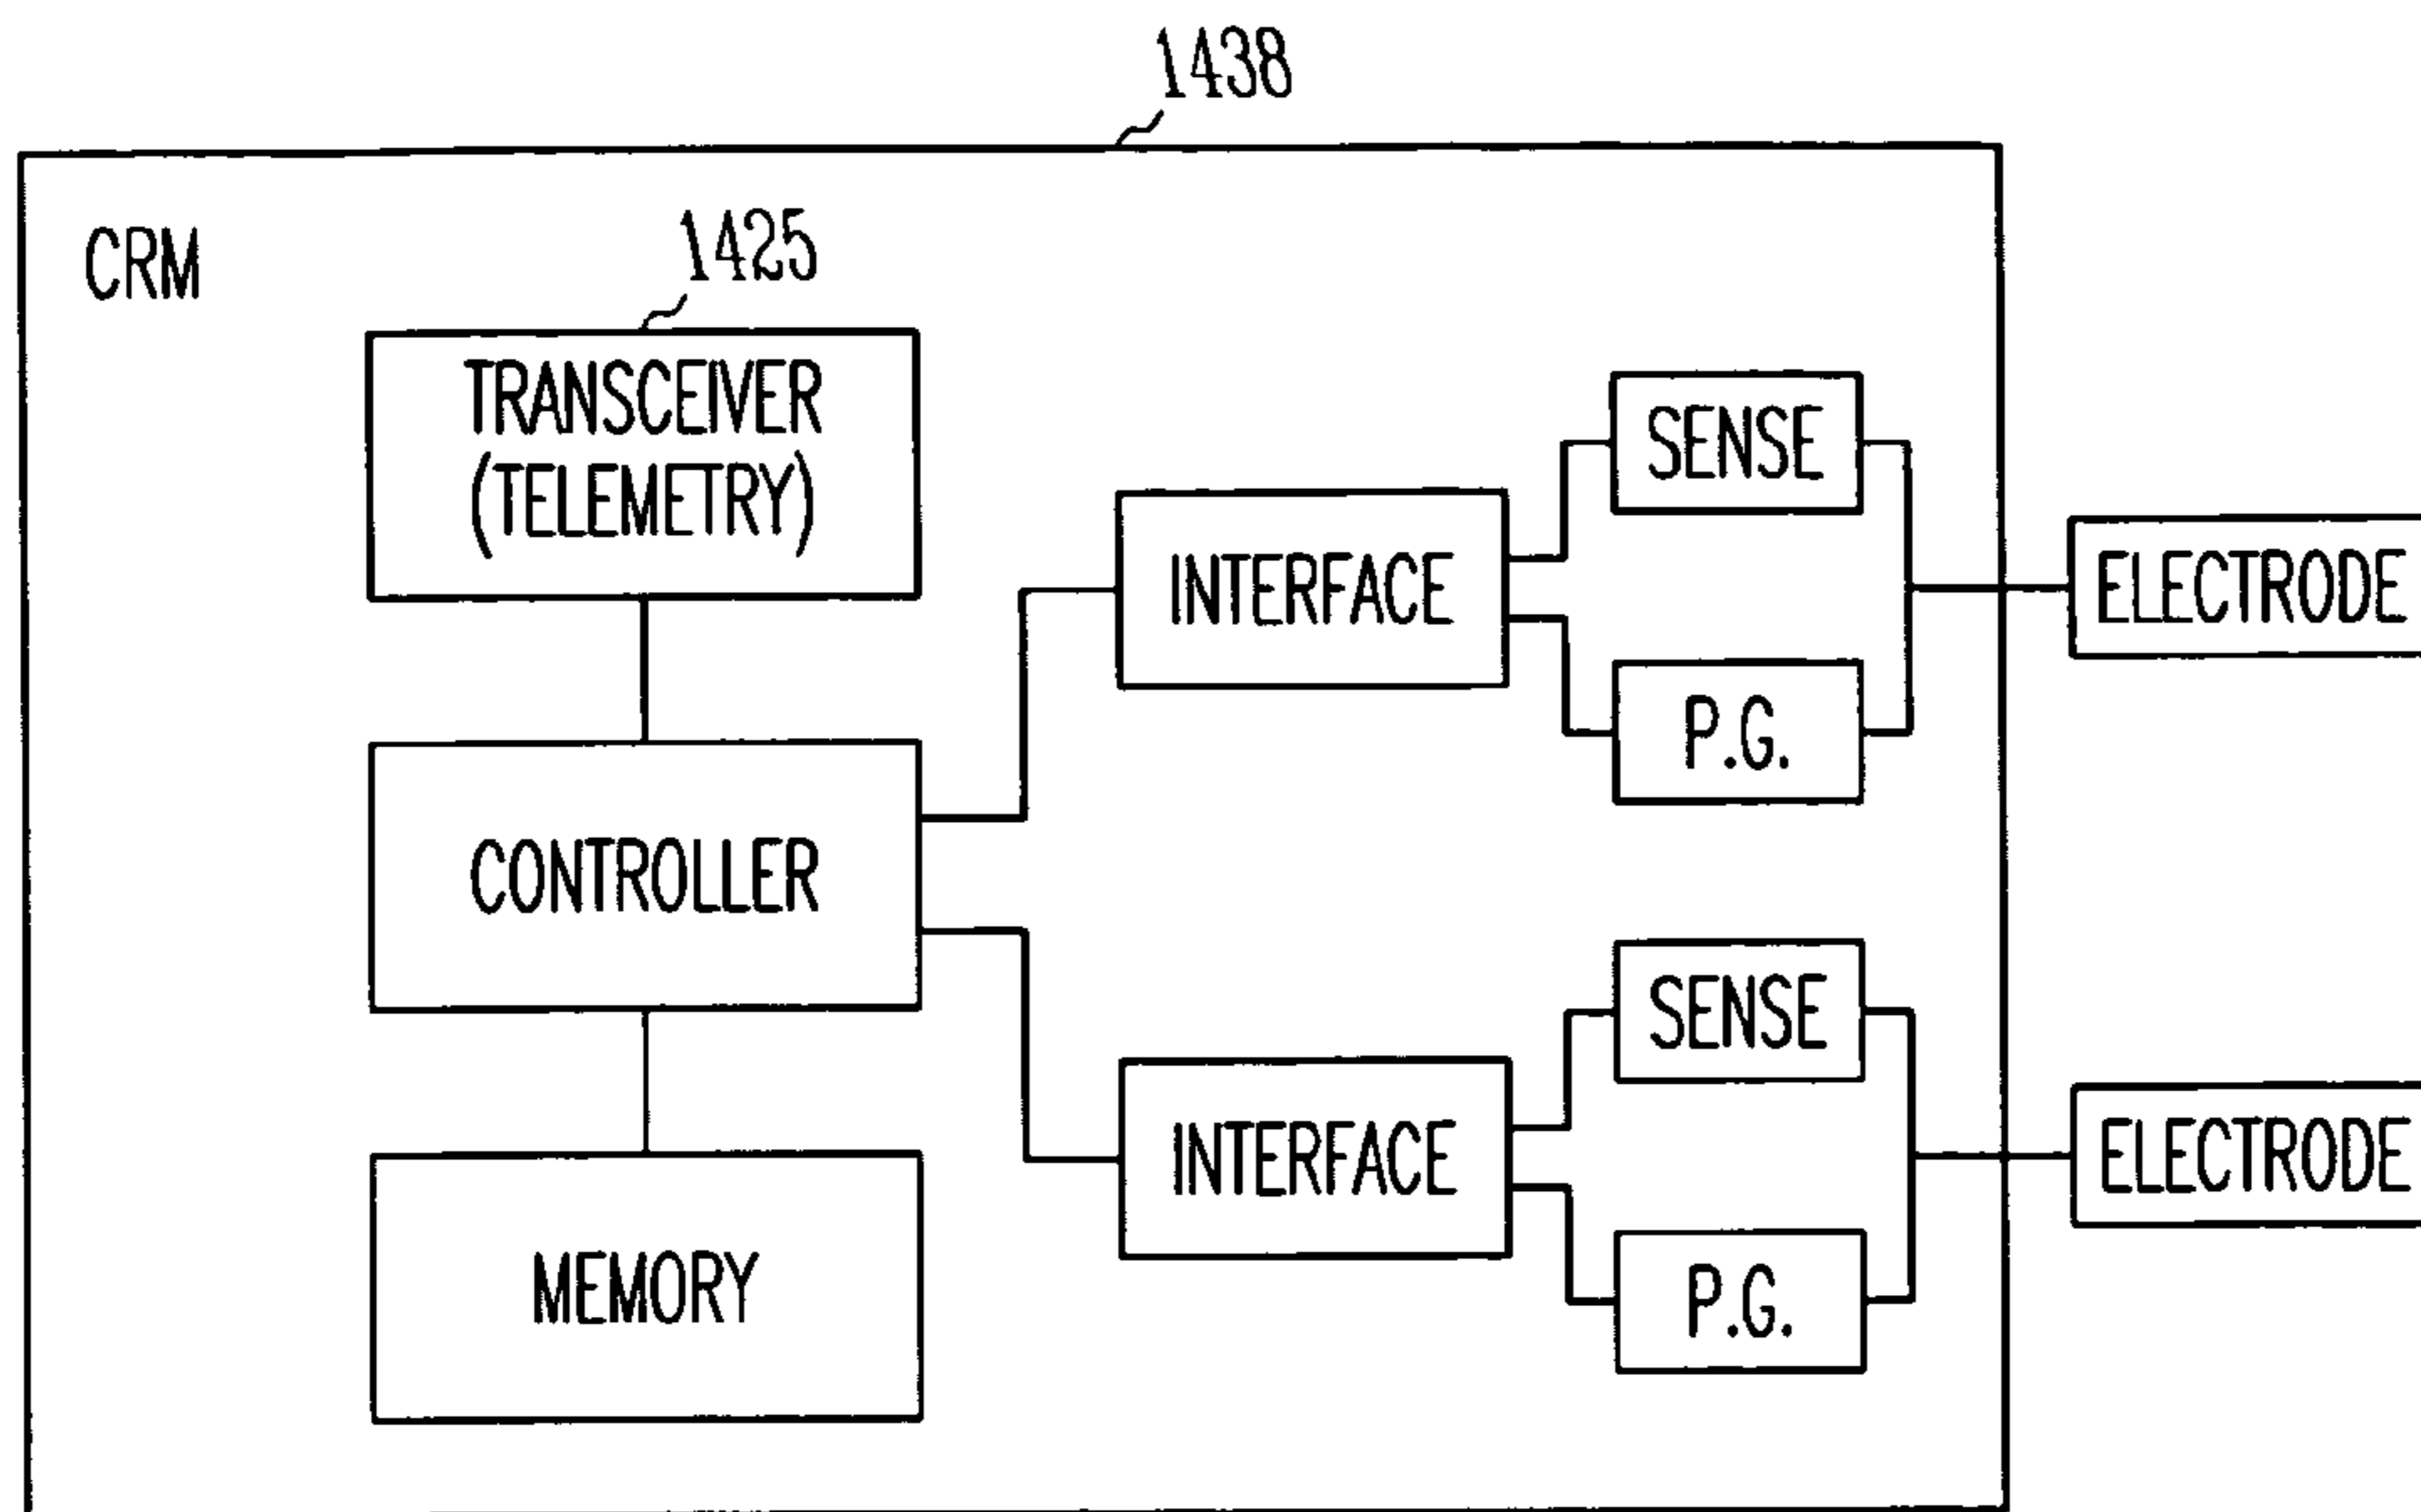 1438
CRM
1425
TRANSCEIVER
(TELEMETRY)
SENSE
INTERFACE
ELECTRODE
P.G.
CONTROLLER
SENSE
INTERFACE
ELECTRODE
P.G.
MEMORY